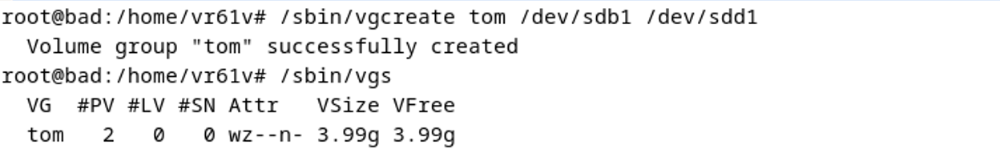 root@bad:/home/vr61v# /sbin/vgcreate tom /dev/sdb1 /dev/sdd1
  Volume group "tom" successfully created
root@bad:/home/vr61v# /sbin/vgs
  VG  #PV #LV #SN Attr   VSize VFree
  tom   2   0   0 wz--n- 3.99g 3.99g